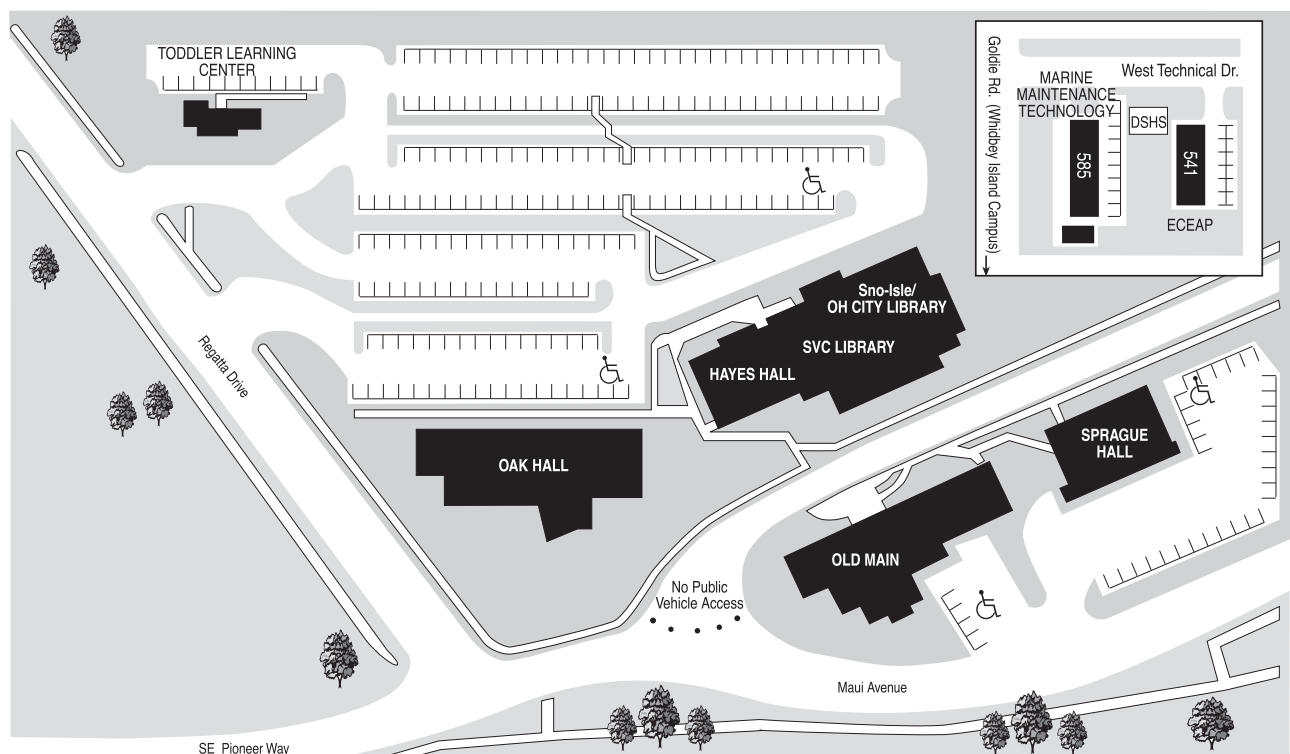 TODDLER LEARNING
CENTER
Goldie Rd. (Whidbey Island Campus)
West Technical Dr.
MARINE
MAINTENANCE
TECHNOLOGY
DSHS
585
541
ECEAP
Sno-Isle/
OH CITY LIBRARY
SVC LIBRARY
HAYES HALL
Regatta Drive
SPRAGUE
HALL
OAK HALL
OLD MAIN
No Public
Vehicle Access
Maui Avenue
SE Pioneer Way